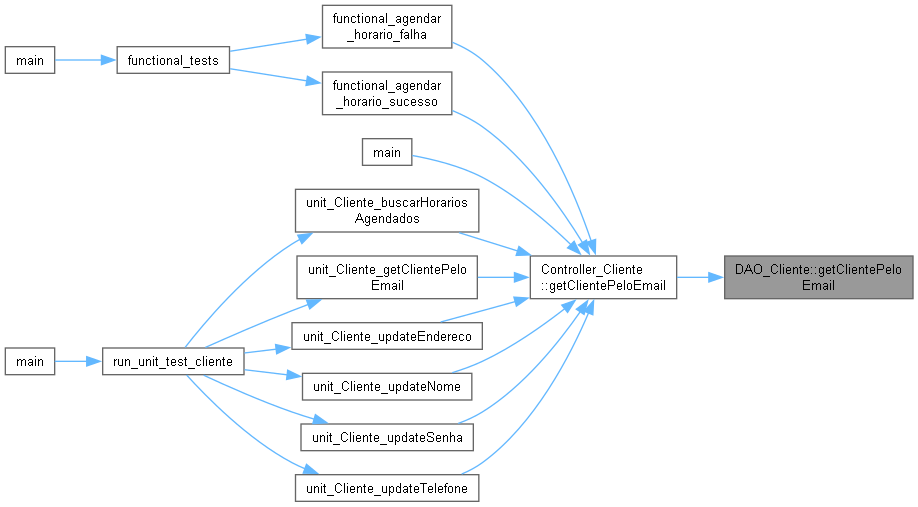 functional_agendar
_horario_falha
main
functional_tests
functional_agendar
_horario_sucesso
main
unit_Cliente_buscarHorarios
Agendados
unit_Cliente_getClientePelo
Email
Controller_Cliente
::getClientePeloEmail
DAO_Cliente::getClientePelo
Email
unit_Cliente_updateEndereco
main
run_unit_test_cliente
unit_Cliente_updateNome
unit_Cliente_updateSenha
unit_Cliente_updateTelefone